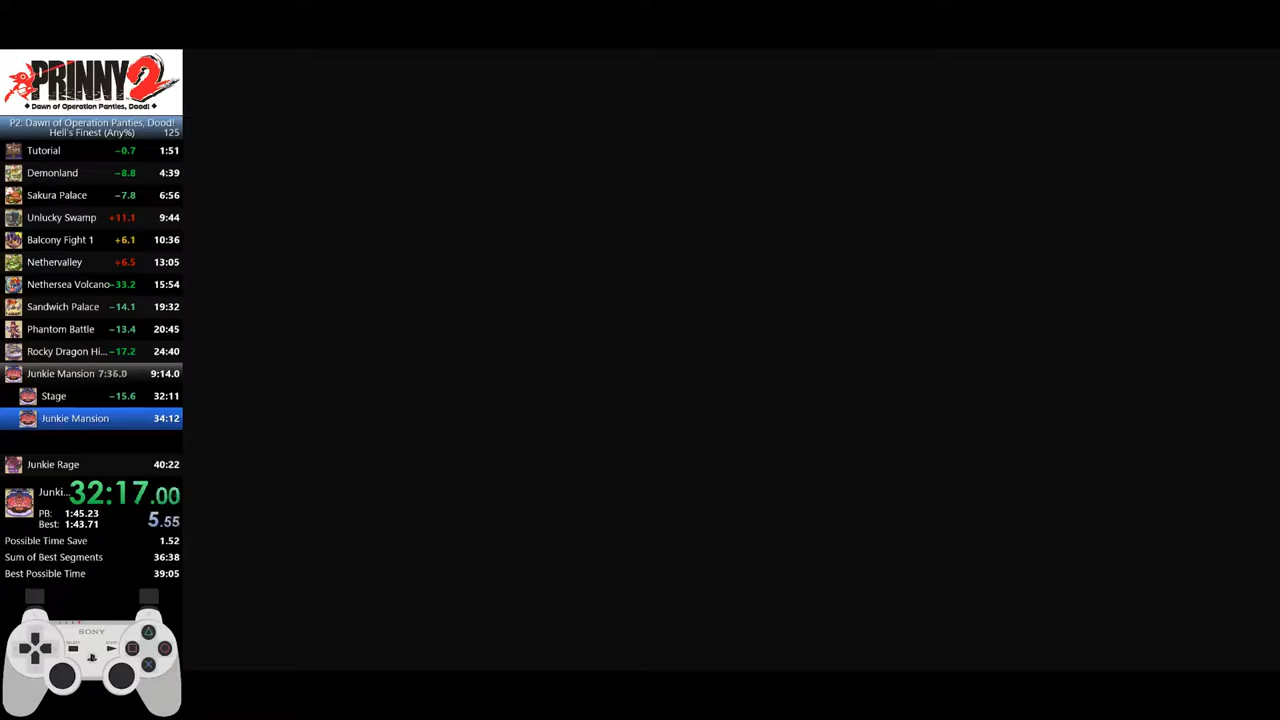 PRINNY 2
Dawn of Operation Panties, Dood!
P2: Dawn of Operation Panties, Dood!
Hell's Finest (Any%) 125
Tutorial -0.7 1:51
Demonland -8.8 4:39
Sakura Palace -7.8 6:56
Unlucky Swamp +11.1 9:44
Balcony Fight 1 +6.1 10:36
Nethervalley +6.5 13:05
Nethersea Volcano -33.2 15:54
Sandwich Palace -14.1 19:32
Phantom Battle -13.4 20:45
Rocky Dragon Hi... -17.2 24:40
Junkie Mansion 7:36.0 9:14.0
Stage -15.6 32:11
Junkie Mansion 34:12
Junkie Rage 40:22
Junki... 32:17.00
PB: 1:45.23 5.55
Best: 1:43.71
Possible Time Save 1.52
Sum of Best Segments 36:38
Best Possible Time 39:05
SONY
SELECT